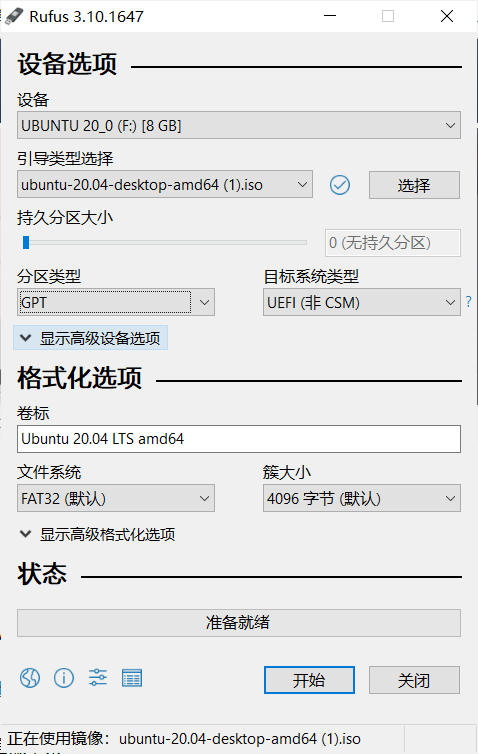 Rufus 3.10.1647
设备选项
设备
UBUNTU 20_0 (F:) [8 GB]
引导类型选择
ubuntu-20.04-desktop-amd64 (1).iso
选择
持久分区大小
0 (无持久分区)
分区类型
目标系统类型
GPT
UEFI (非 CSM)
?
显示高级设备选项
格式化选项
卷标
Ubuntu 20.04 LTS amd64
文件系统
簇大小
FAT32 (默认)
4096 字节 (默认)
显示高级格式化选项
状态
准备就绪
开始
关闭
正在使用镜像：ubuntu-20.04-desktop-amd64 (1).iso